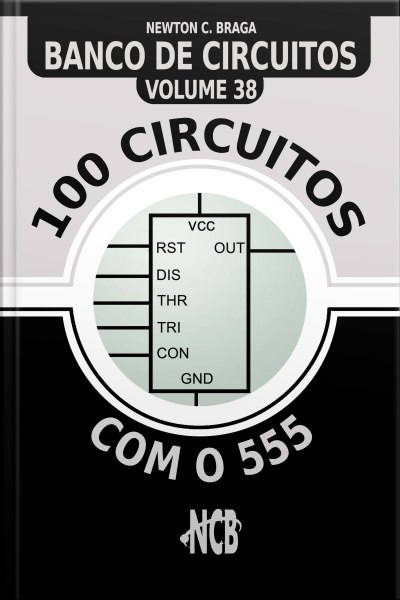 NEWTON C. BRAGA
BANCO DE CIRCUITOS
VOLUME 38
100 CIRCUITOS
VCC
RST OUT
DIS
THR
TRI
CON
GND
COM O 555
NCB